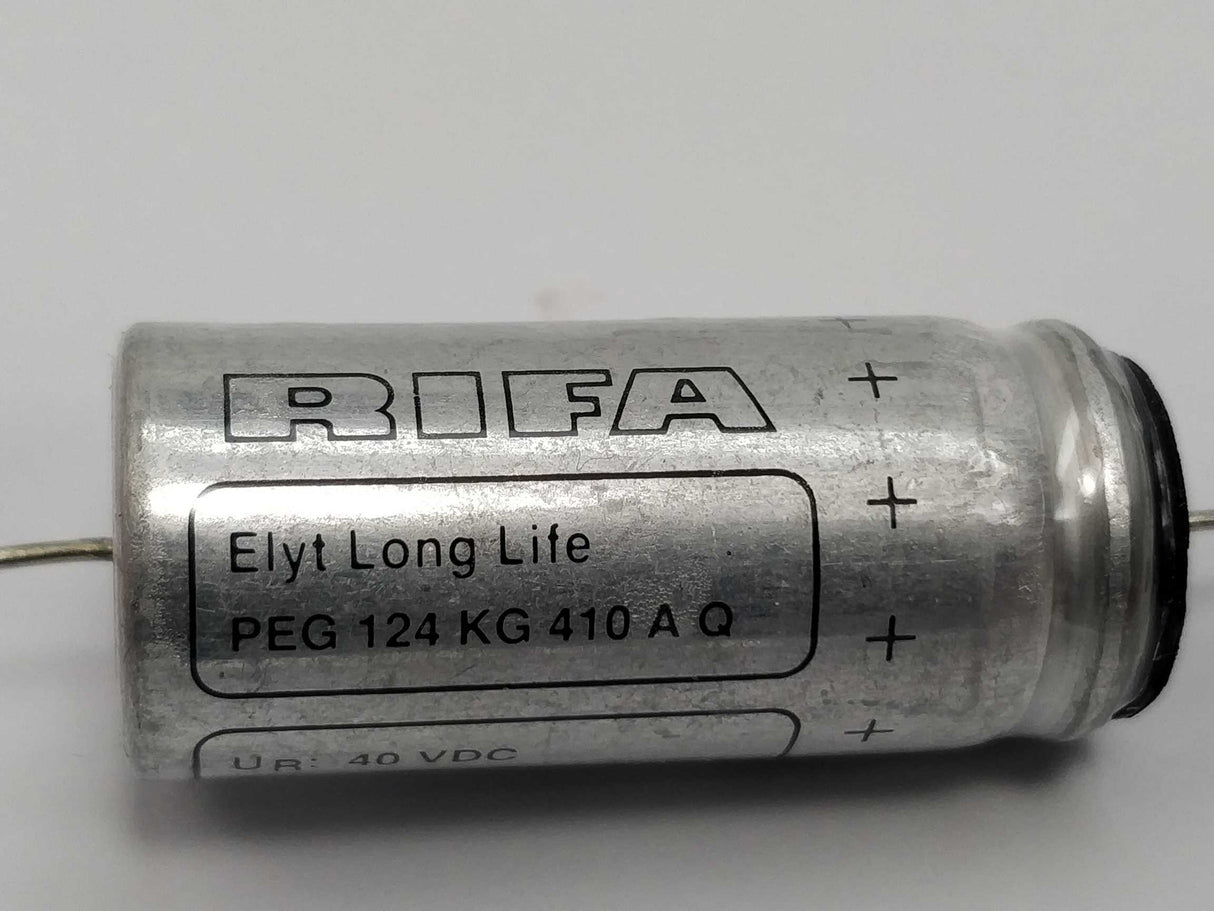 RIFA
Elyt Long Life
PEG 124 KG 410 A Q
UR: 40 VDC
+
+
+
+
+